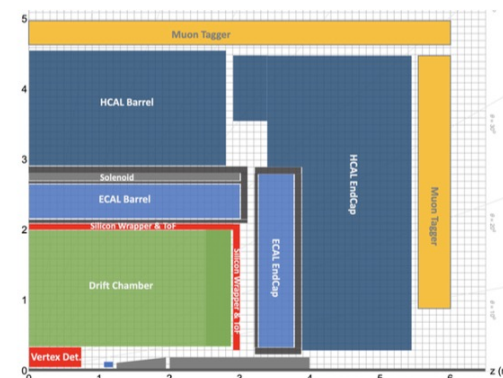 5
Muon Tagger
4
HCAL Barrel
3
HCAL EndCap
Solenoid
ECAL Barrel
Muon Tagger
2
Silicon Wrapper & ToF
Silicon Wrapper & ToF
ECAL EndCap
Drift Chamber
1
Vertex Det.
0
1
2
3
4
5
6
z